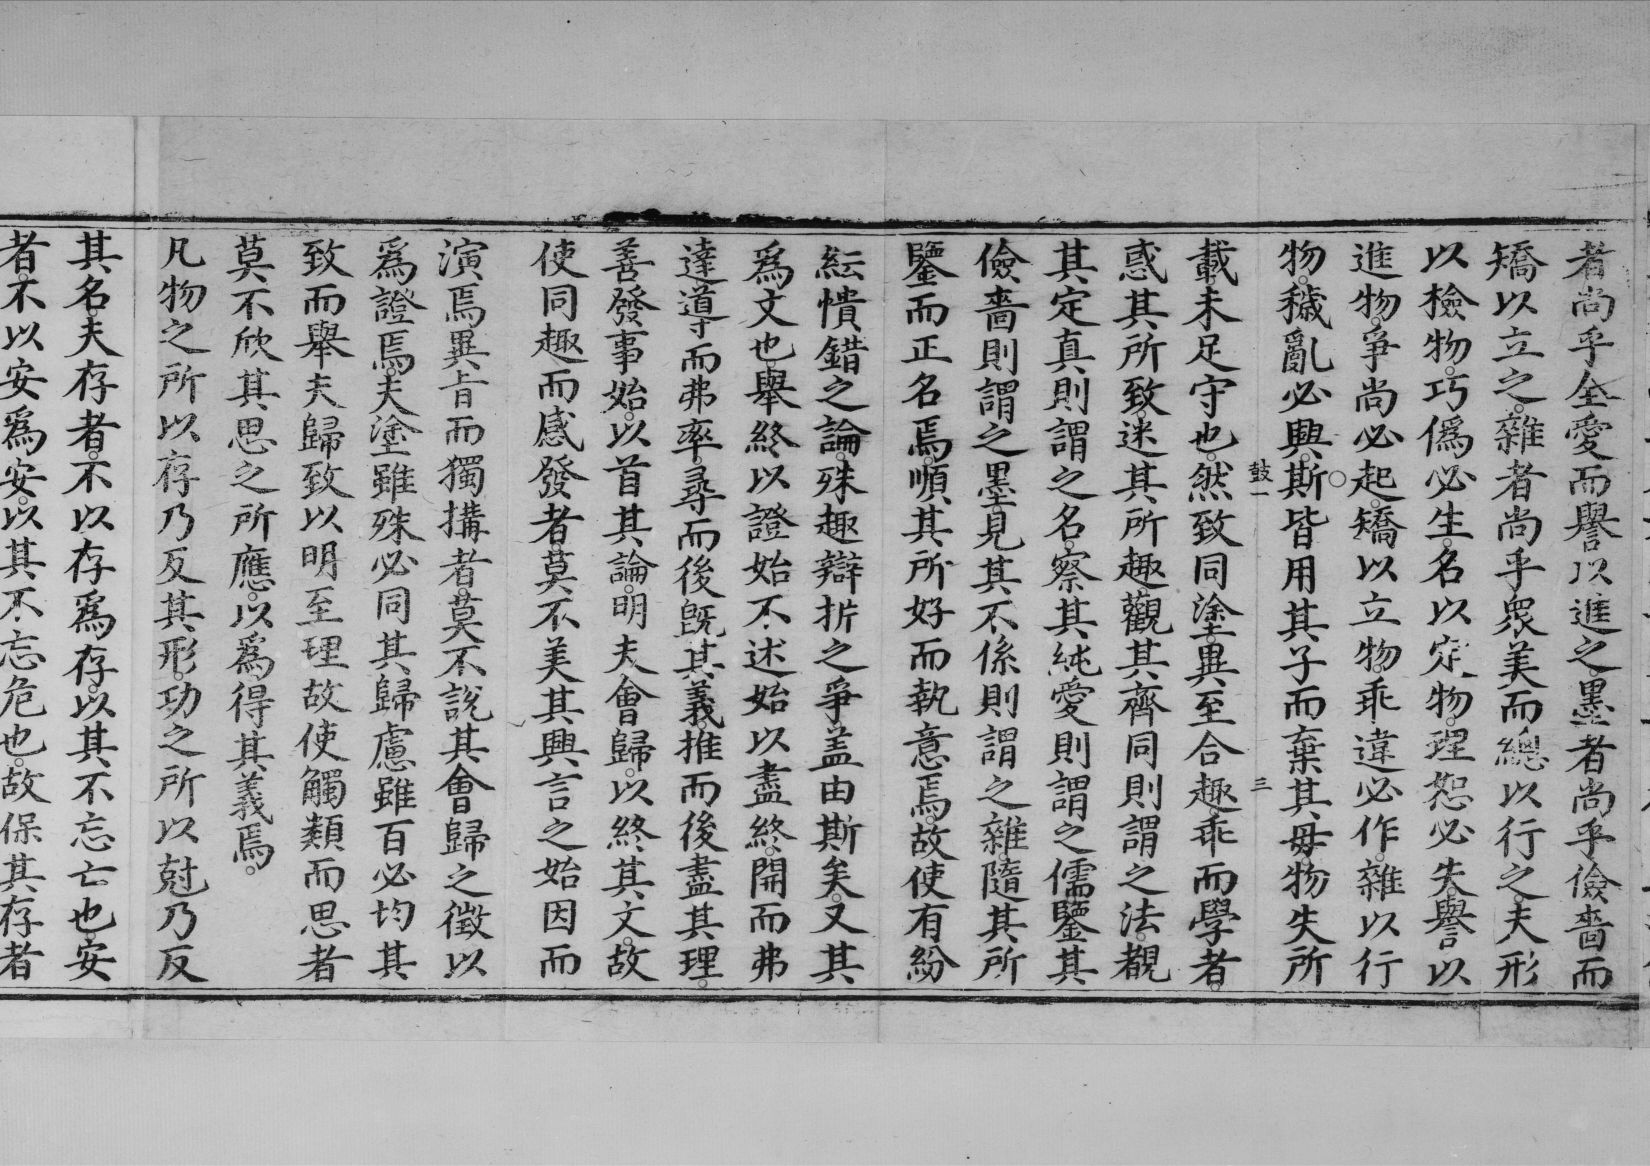 者尚乎全愛而譽以進之墨者尚乎儉嗇而
矯以立之雜者尚乎衆美而總以行之夫形
以檢物巧僞必生名以定物理恕必失譽以
進物爭尚必起矯以立物乖違必作雜以行
物穢亂必興斯皆用其子而棄其母物失所
鼓一 三
載未足守也然致同塗異至合趣乖而學者
惑其所致迷其所趣觀其齊同則謂之法覩
其定真則謂之名察其純愛則謂之儒鑒其
儉嗇則謂之墨見其不係則謂之雜隨其所
鑒而正名焉順其所好而執意焉故使有紛
紜憒錯之論殊趣辯折之爭盖由斯矣又其
爲文也舉終以證始不述始以盡終開而弗
達道而弗率尋而後旣其義推而後盡其理
善發事始以首其論明夫會歸以終其文故
使同趣而感發者莫不美其興言之始因而
演焉異旨而獨搆者莫不說其會歸之徵以
爲證焉夫塗雖殊必同其歸慮雖百必均其
致而舉夫歸致以明至理故使觸類而思者
莫不欣其思之所應以爲得其義焉
凡物之所以存乃反其形功之所以尅乃反
其名夫存者不以存爲存以其不忘亡也安
者不以安爲安以其不忘危也故保其存者